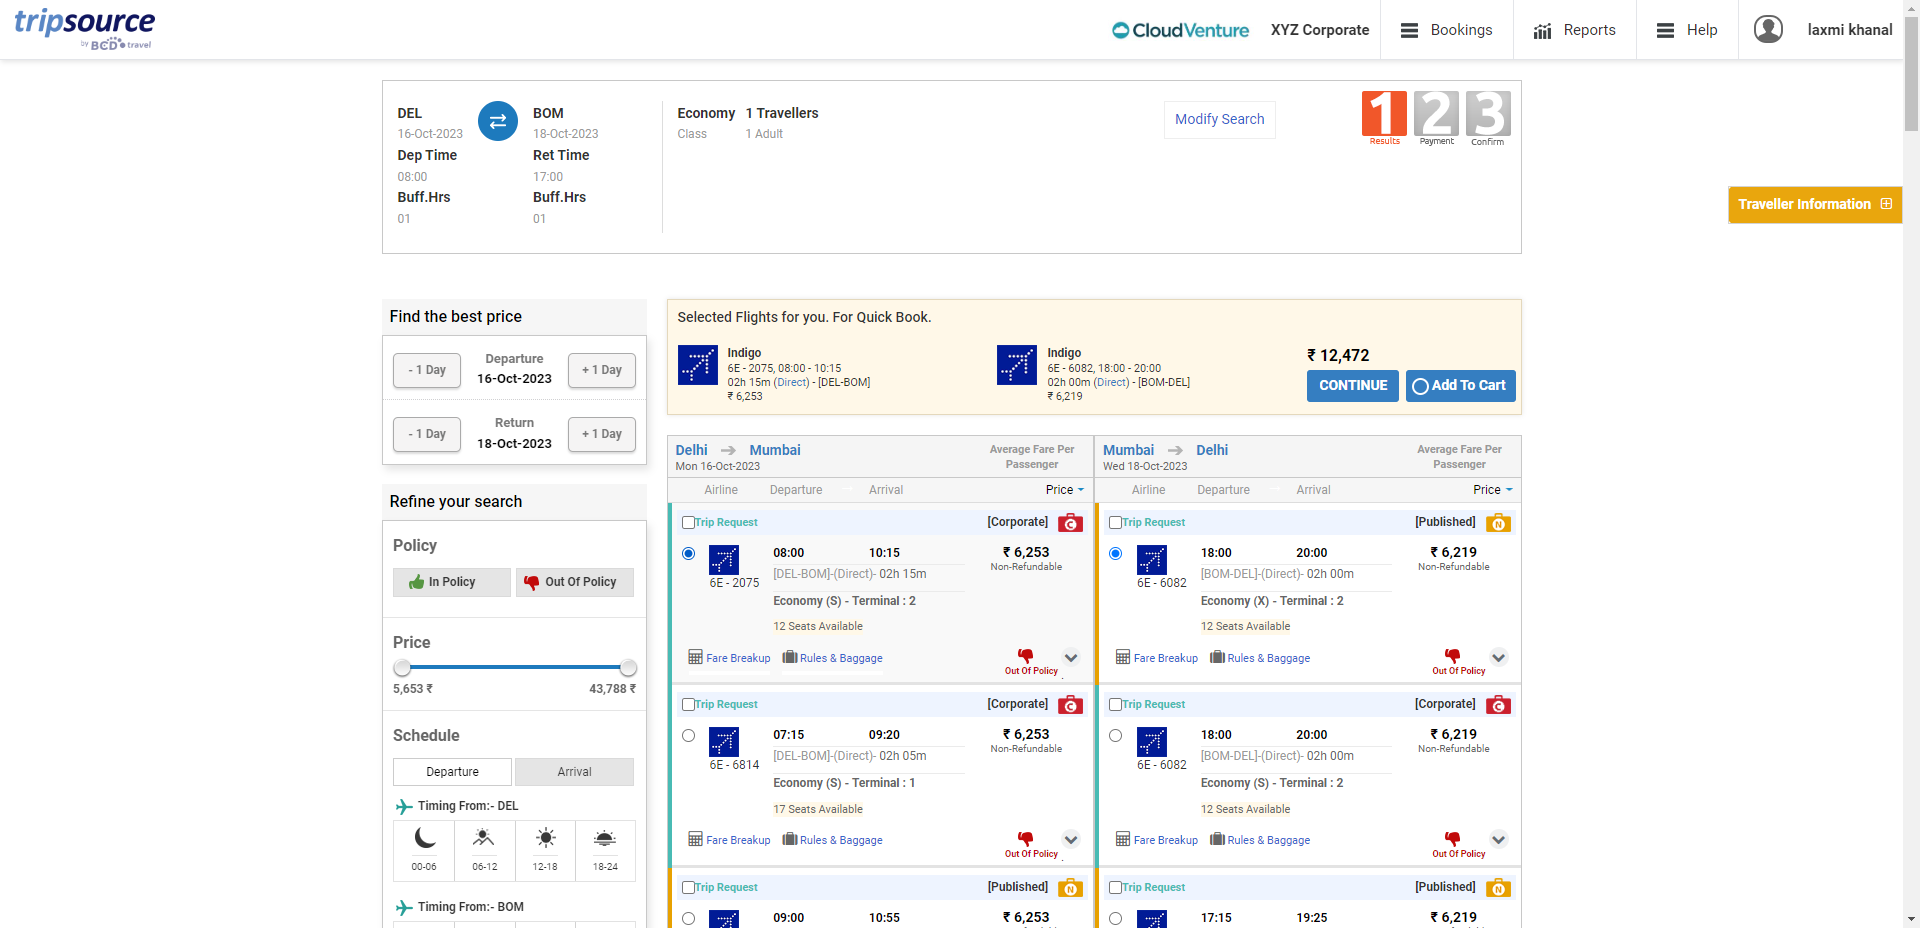 tripsource
by BCD travel
CloudVenture
XYZ Corporate
Bookings
Reports
Help
laxmi khanal
DEL
16-Oct-2023
Dep Time
08:00
Buff.Hrs
01
BOM
18-Oct-2023
Ret Time
17:00
Buff.Hrs
01
Economy
Class
1 Travellers
1 Adult
Modify Search
1 2 3
Results Payment Confirm
Traveller Information
Find the best price
- 1 Day
Departure
16-Oct-2023
+ 1 Day
- 1 Day
Return
18-Oct-2023
+ 1 Day
Refine your search
Policy
In Policy
Out Of Policy
Price
5,653 ₹ 43,788 ₹
Schedule
Departure Arrival
Timing From:- DEL
00-06 06-12 12-18 18-24
Timing From:- BOM
Selected Flights for you. For Quick Book.
Indigo
6E - 2075, 08:00 - 10:15
02h 15m (Direct) - [DEL-BOM]
₹ 6,253
Indigo
6E - 6082, 18:00 - 20:00
02h 00m (Direct) - [BOM-DEL]
₹ 6,219
₹ 12,472
CONTINUE
Add To Cart
Delhi Mumbai
Mon 16-Oct-2023
Average Fare Per
Passenger
Airline Departure Arrival Price
Trip Request [Corporate] C
08:00 10:15 ₹ 6,253
Non-Refundable
[DEL-BOM]-(Direct)- 02h 15m
6E - 2075
Economy (S) - Terminal : 2
12 Seats Available
Fare Breakup Rules & Baggage
Out Of Policy
Trip Request [Corporate] C
07:15 09:20 ₹ 6,253
Non-Refundable
[DEL-BOM]-(Direct)- 02h 05m
6E - 6814
Economy (S) - Terminal : 1
17 Seats Available
Fare Breakup Rules & Baggage
Out Of Policy
Trip Request [Published] N
09:00 10:55 ₹ 6,253
Mumbai Delhi
Wed 18-Oct-2023
Average Fare Per
Passenger
Airline Departure Arrival Price
Trip Request [Published] N
18:00 20:00 ₹ 6,219
Non-Refundable
[BOM-DEL]-(Direct)- 02h 00m
6E - 6082
Economy (X) - Terminal : 2
12 Seats Available
Fare Breakup Rules & Baggage
Out Of Policy
Trip Request [Corporate] C
18:00 20:00 ₹ 6,219
Non-Refundable
[BOM-DEL]-(Direct)- 02h 00m
6E - 6082
Economy (S) - Terminal : 2
12 Seats Available
Fare Breakup Rules & Baggage
Out Of Policy
Trip Request [Published] N
17:15 19:25 ₹ 6,219